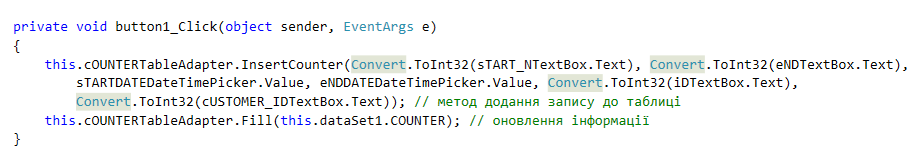 private void button1_Click(object sender, EventArgs e)
{
this.cOUNTERTableAdapter.InsertCounter(Convert.ToInt32(sTART_NTextBox.Text), Convert.ToInt32(eNDTextBox.Text),
sTARTDATEDateTimePicker.Value, eNDDATEDateTimePicker.Value, Convert.ToInt32(iDTextBox.Text),
Convert.ToInt32(cUSTOMER_IDTextBox.Text)); // метод додання запису до таблиці
this.cOUNTERTableAdapter.Fill(this.dataSet1.COUNTER); // оновлення інформації
}